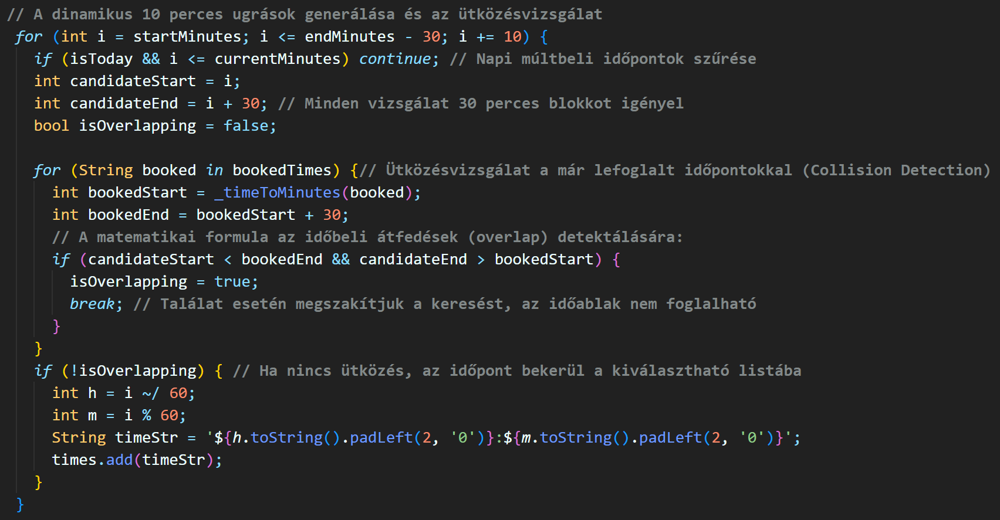 // A dinamikus 10 perces ugrások generálása és az ütközésvizsgálat
for (int i = startMinutes; i <= endMinutes - 30; i += 10) {
if (isToday && i <= currentMinutes) continue; // Napi múltbeli időpontok szűrése
int candidateStart = i;
int candidateEnd = i + 30; // Minden vizsgálat 30 perces blokkot igényel
bool isOverlapping = false;
for (String booked in bookedTimes) {// Ütközésvizsgálat a már lefoglalt időpontokkal (Collision Detection)
int bookedStart = _timeToMinutes(booked);
int bookedEnd = bookedStart + 30;
// A matematikai formula az időbeli átfedések (overlap) detektálására:
if (candidateStart < bookedEnd && candidateEnd > bookedStart) {
isOverlapping = true;
break; // Találat esetén megszakítjuk a keresést, az időablak nem foglalható
}
}
if (!isOverlapping) { // Ha nincs ütközés, az időpont bekerül a kiválasztható listába
int h = i ~/ 60;
int m = i % 60;
String timeStr = '${h.toString().padLeft(2, '0')}:${m.toString().padLeft(2, '0')}';
times.add(timeStr);
}
}